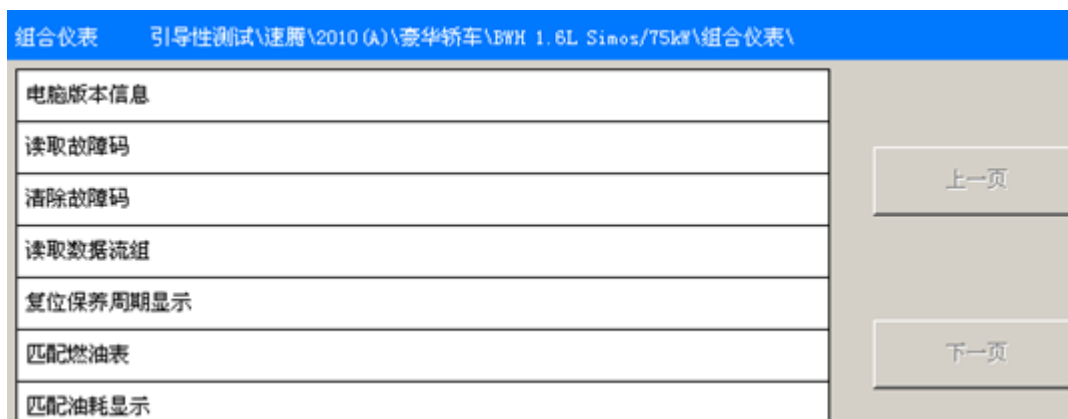 组合仪表 引导性测试\速腾\2010(A)\豪华轿车\BWH 1.6L Simos/75kW\组合仪表\
电脑版本信息
读取故障码
清除故障码
读取数据流组
复位保养周期显示
匹配燃油表
匹配油耗显示
上一页
下一页